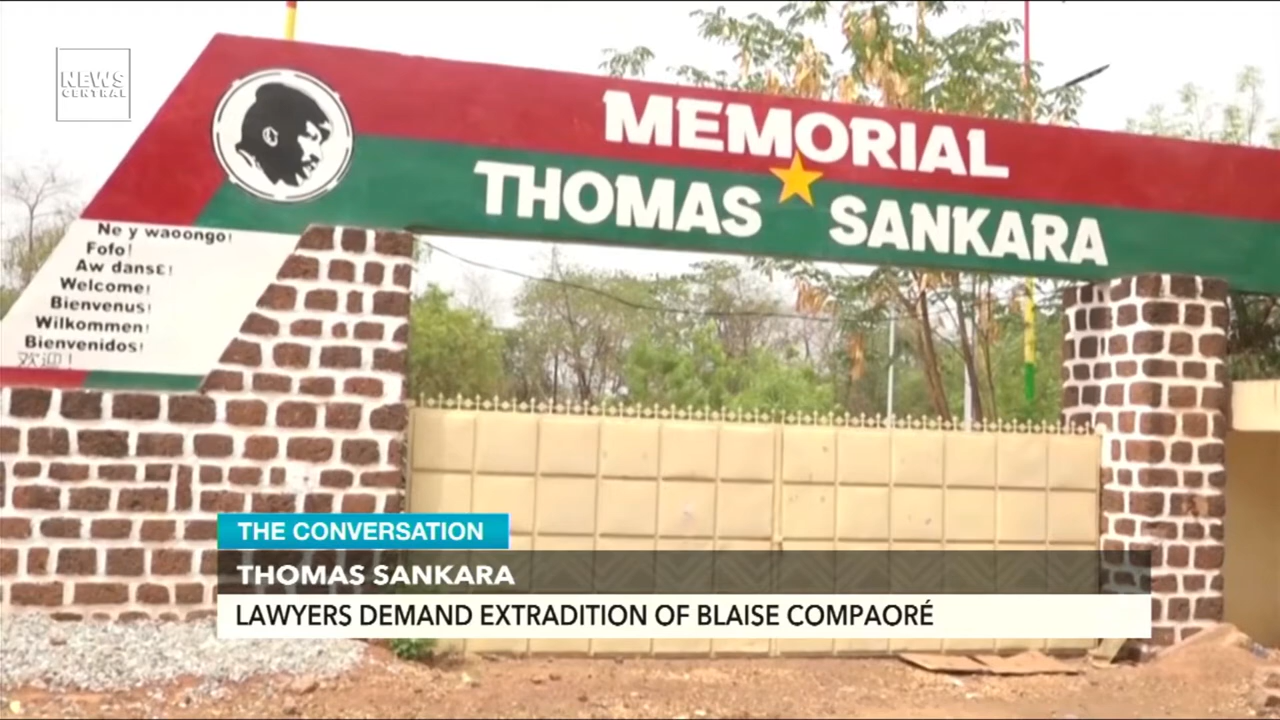 NEWS
CENTRAL
MEMORIAL
THOMAS SANKARA
Ne y waoongo!
Fofo!
Aw dansɛ!
Welcome!
Bienvenus!
Wilkommen!
Bienvenidos!
欢迎!
THE CONVERSATION
THOMAS SANKARA
LAWYERS DEMAND EXTRADITION OF BLAISE COMPAORÉ